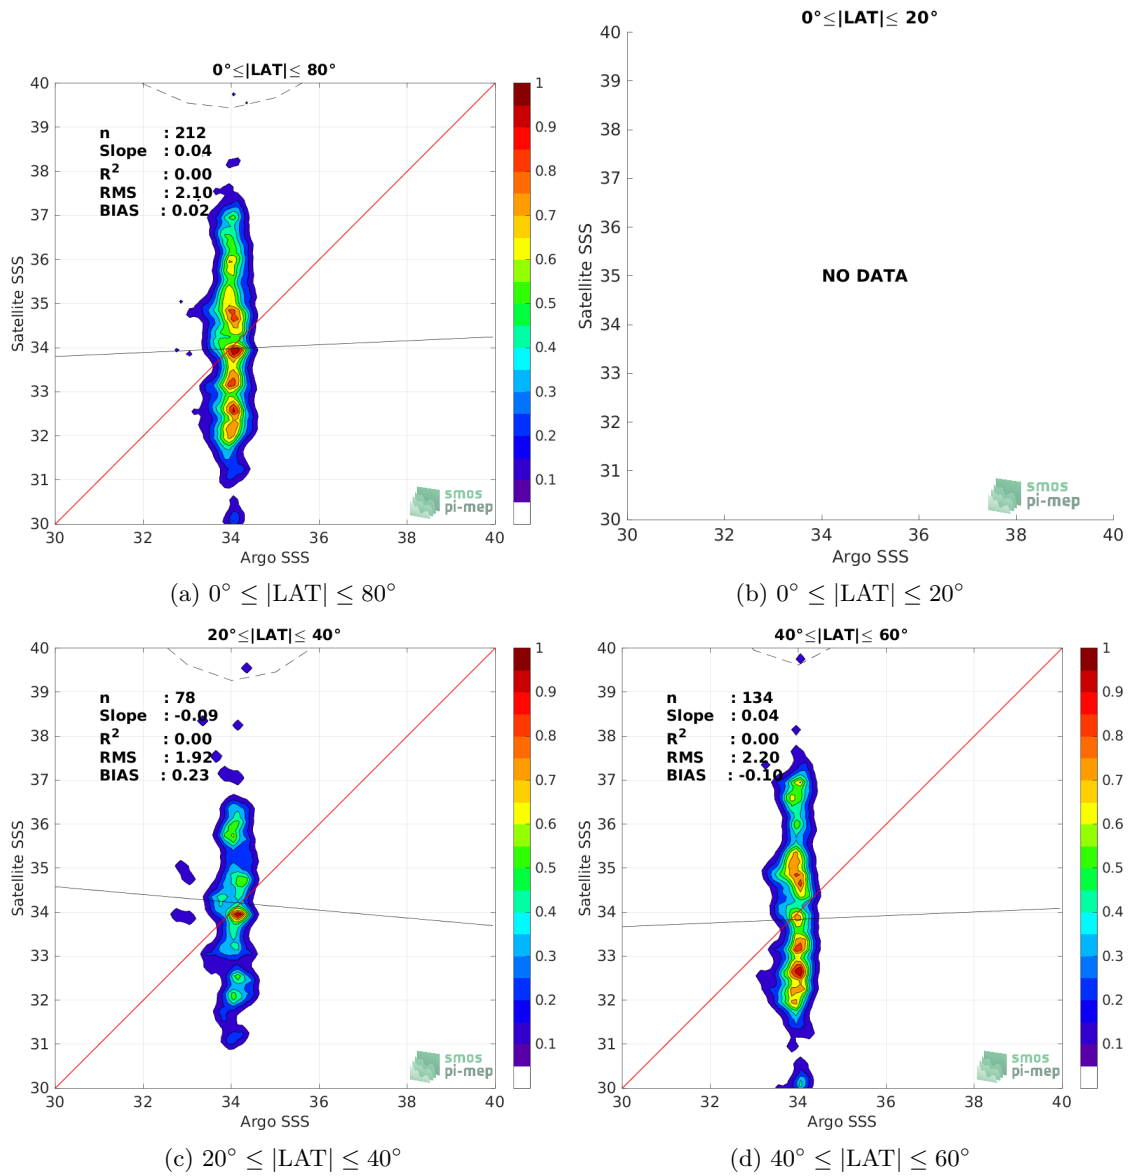 0°≤|LAT|≤ 80°
40
39
38
37
36
35
34
33
32
31
30
Satellite SSS
n : 212
Slope : 0.04
R² : 0.00
RMS : 2.10
BIAS : 0.02
30 32 34 36 38 40
Argo SSS
1
0.9
0.8
0.7
0.6
0.5
0.4
0.3
0.2
0.1
smos
pi-mep
(a) 0° ≤ |LAT| ≤ 80°
0°≤|LAT|≤ 20°
40
39
38
37
36
35
34
33
32
31
30
Satellite SSS
NO DATA
30 32 34 36 38 40
Argo SSS
smos
pi-mep
(b) 0° ≤ |LAT| ≤ 20°
20°≤|LAT|≤ 40°
40
39
38
37
36
35
34
33
32
31
30
Satellite SSS
n : 78
Slope : -0.09
R² : 0.00
RMS : 1.92
BIAS : 0.23
30 32 34 36 38 40
Argo SSS
1
0.9
0.8
0.7
0.6
0.5
0.4
0.3
0.2
0.1
smos
pi-mep
(c) 20° ≤ |LAT| ≤ 40°
40°≤|LAT|≤ 60°
40
39
38
37
36
35
34
33
32
31
30
Satellite SSS
n : 134
Slope : 0.04
R² : 0.00
RMS : 2.20
BIAS : -0.10
30 32 34 36 38 40
Argo SSS
1
0.9
0.8
0.7
0.6
0.5
0.4
0.3
0.2
0.1
smos
pi-mep
(d) 40° ≤ |LAT| ≤ 60°